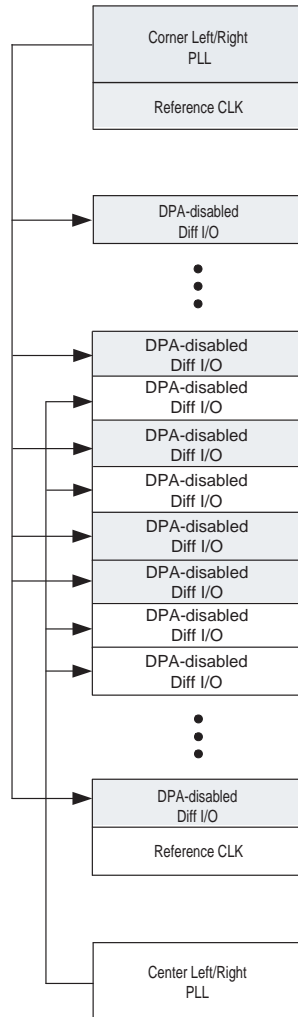 Corner Left/Right
PLL
Reference CLK
DPA-disabled
Diff I/O
DPA-disabled
Diff I/O
DPA-disabled
Diff I/O
DPA-disabled
Diff I/O
DPA-disabled
Diff I/O
DPA-disabled
Diff I/O
DPA-disabled
Diff I/O
DPA-disabled
Diff I/O
DPA-disabled
Diff I/O
DPA-disabled
Diff I/O
Reference CLK
Center Left/Right
PLL